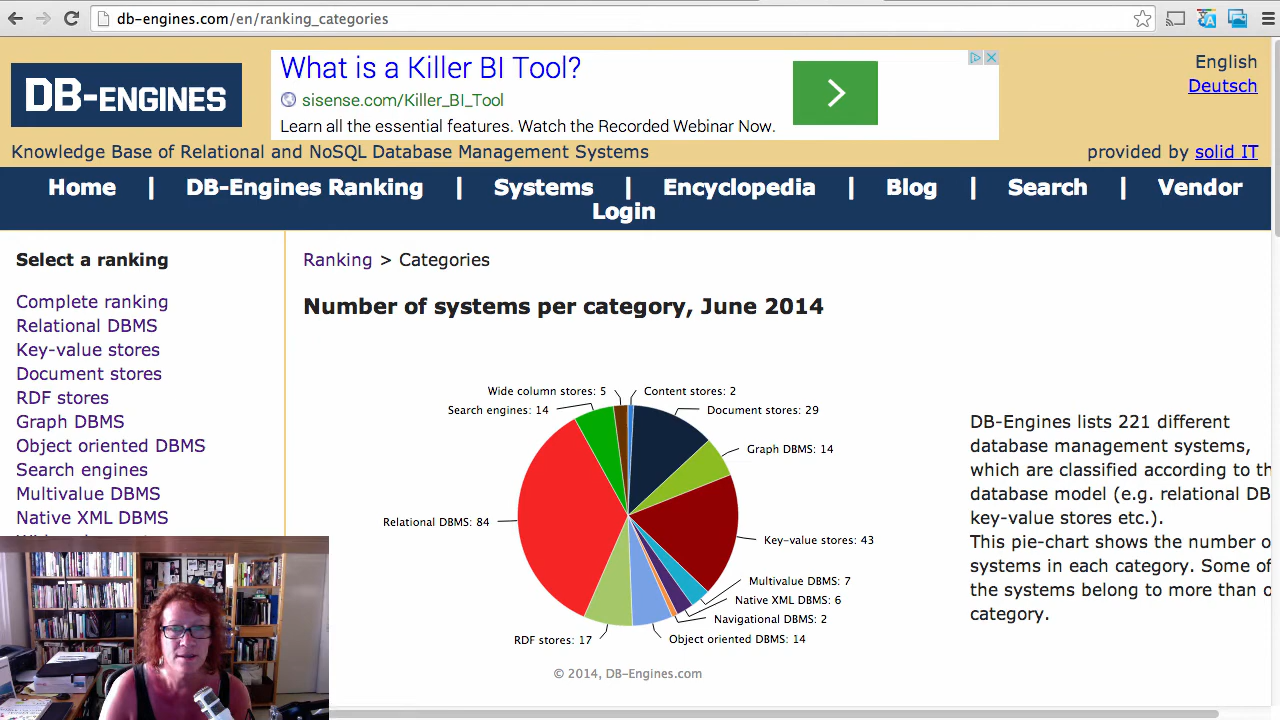 db-engines.com/en/ranking_categories
What is a Killer BI Tool?
sisense.com/Killer_BI_Tool
Learn all the essential features. Watch the Recorded Webinar Now.
English
Deutsch
DB-ENGINES
Knowledge Base of Relational and NoSQL Database Management Systems
provided by solid IT
Home | DB-Engines Ranking | Systems | Encyclopedia | Blog | Search | Vendor
Login
Select a ranking
Complete ranking
Relational DBMS
Key-value stores
Document stores
RDF stores
Graph DBMS
Object oriented DBMS
Search engines
Multivalue DBMS
Native XML DBMS
Ranking > Categories
Number of systems per category, June 2014
Wide column stores: 5
Content stores: 2
Search engines: 14
Document stores: 29
Graph DBMS: 14
Relational DBMS: 84
Key-value stores: 43
Multivalue DBMS: 7
Native XML DBMS: 6
Navigational DBMS: 2
RDF stores: 17
Object oriented DBMS: 14
© 2014, DB-Engines.com
DB-Engines lists 221 different
database management systems,
which are classified according to th
database model (e.g. relational DB
key-value stores etc.).
This pie-chart shows the number o
systems in each category. Some of
the systems belong to more than o
category.